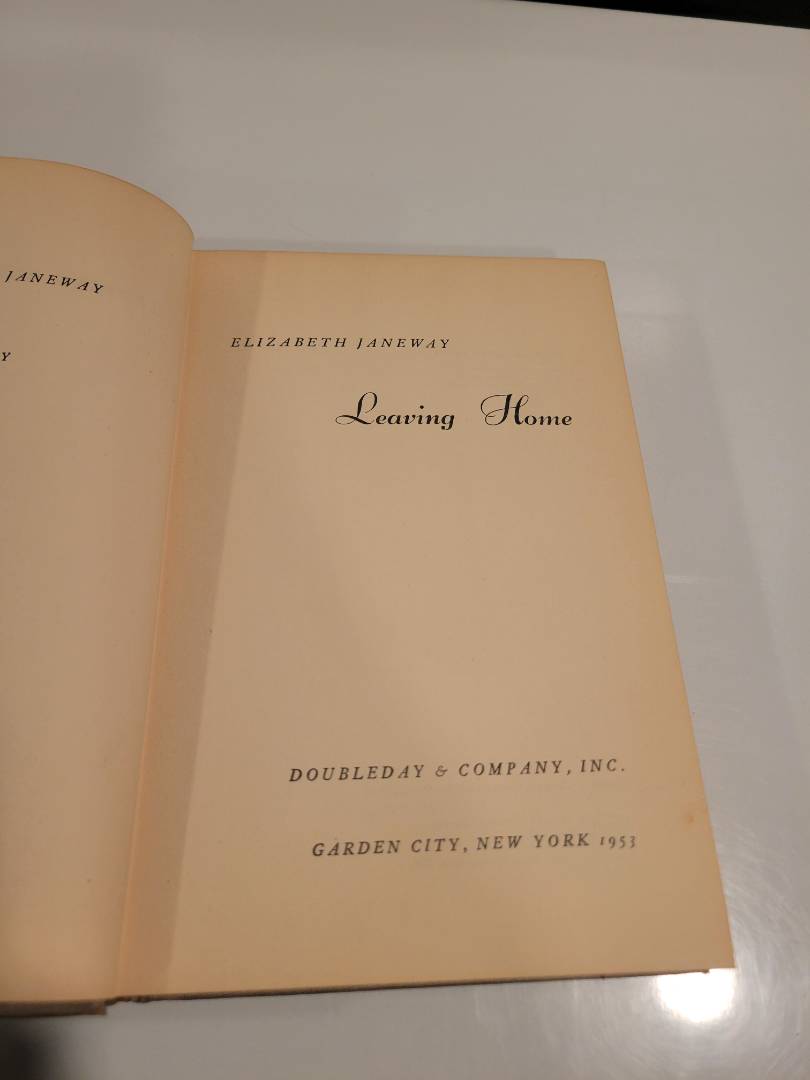 JANEWAY
Y
ELIZABETH JANEWAY
Leaving Home
DOUBLEDAY & COMPANY, INC.
GARDEN CITY, NEW YORK 1953